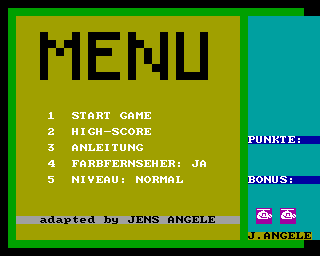 MENU
1 START GAME
2 HIGH-SCORE
3 ANLEITUNG
4 FARBFERNSEHER: JA
5 NIVEAU: NORMAL
adapted by JENS ANGELE
PUNKTE:
BONUS:
J.ANGELE